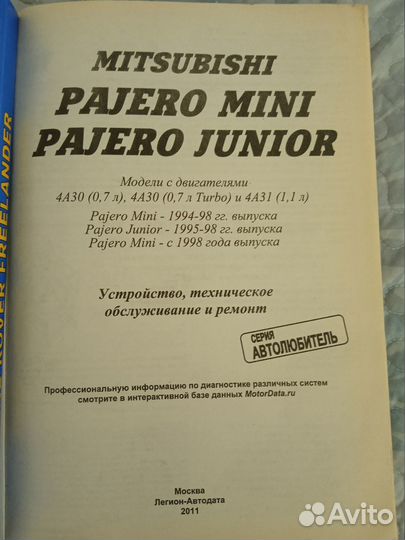 MITSUBISHI
PAJERO MINI
PAJERO JUNIOR
Модели с двигателями
4A30 (0,7 л), 4A30 (0,7 л Turbo) и 4A31 (1,1 л)
Pajero Mini - 1994-98 гг. выпуска
Pajero Junior - 1995-98 гг. выпуска
Pajero Mini - с 1998 года выпуска
Устройство, техническое
обслуживание и ремонт
СЕРИЯ
АВТОЛЮБИТЕЛЬ
Профессиональную информацию по диагностике различных систем
смотрите в интерактивной базе данных MotorData.ru
Москва
Легион-Автодата
2011
ROVER FREELANDER
Avito